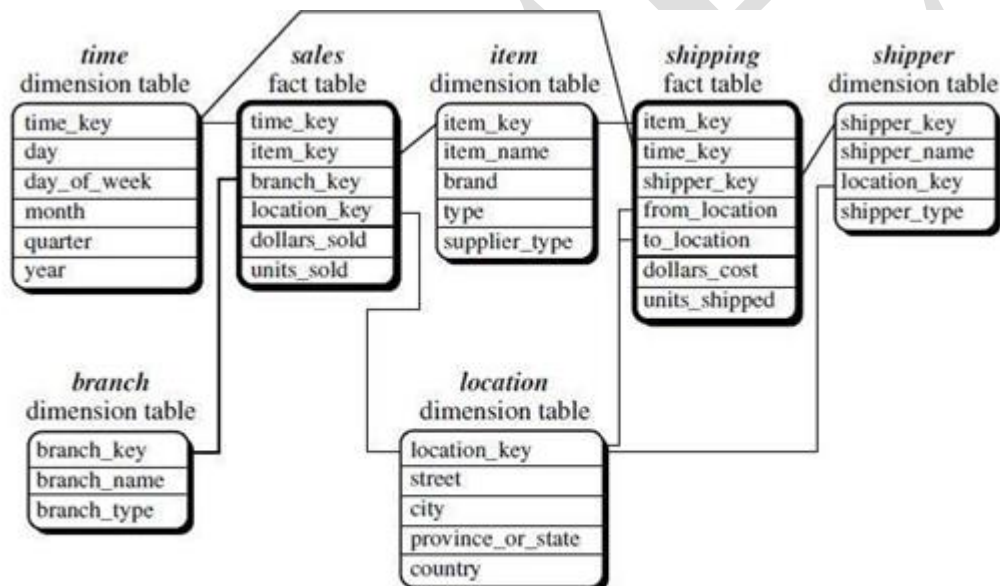 time
dimension table
time_key
day
day_of_week
month
quarter
year
sales
fact table
time_key
item_key
branch_key
location_key
dollars_sold
units_sold
item
dimension table
item_key
item_name
brand
type
supplier_type
shipping
fact table
item_key
time_key
shipper_key
from_location
to_location
dollars_cost
units_shipped
shipper
dimension table
shipper_key
shipper_name
location_key
shipper_type
branch
dimension table
branch_key
branch_name
branch_type
location
dimension table
location_key
street
city
province_or_state
country